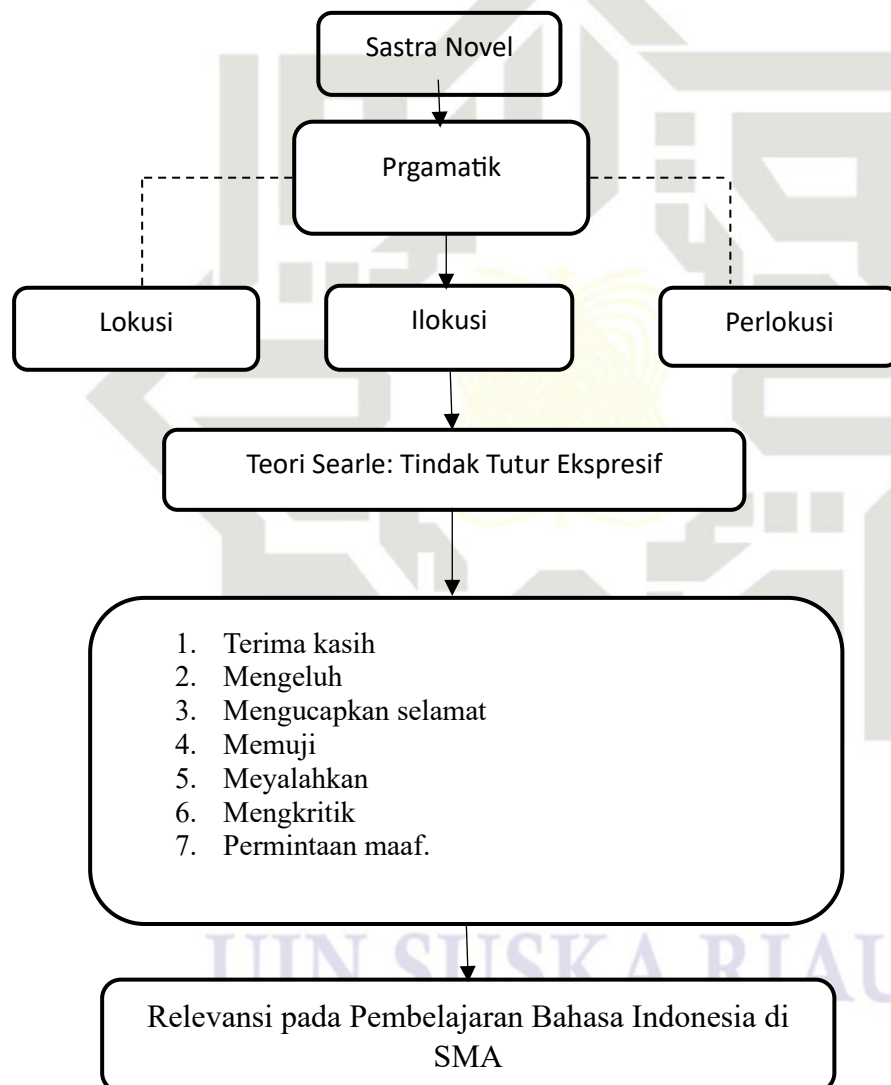 Sastra Novel
Prgamatik
Lokusi
Ilokusi
Perlokusi
Teori Searle: Tindak Tutur Ekspresif
1. Terima kasih
2. Mengeluh
3. Mengucapkan selamat
4. Memuji
5. Meyalahkan
6. Mengkritik
7. Permintaan maaf.
UIN SUSKA RIAU
Relevansi pada Pembelajaran Bahasa Indonesia di
SMA